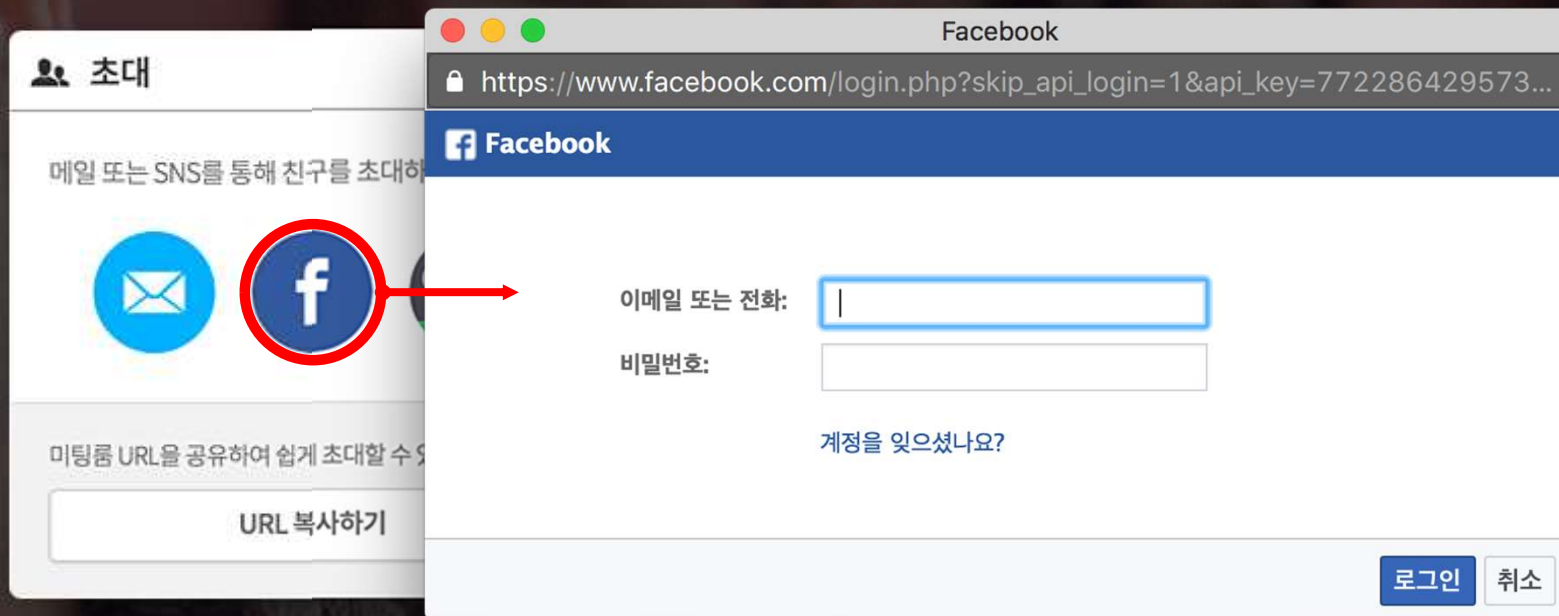 초대
메일 또는 SNS를 통해 친구를 초대하
미팅룸 URL을 공유하여 쉽게 초대할 수
URL 복사하기
Facebook
https://www.facebook.com/login.php?skip_api_login=1&api_key=772286429573...
Facebook
이메일 또는 전화:
비밀번호:
계정을 잊으셨나요?
로그인 취소